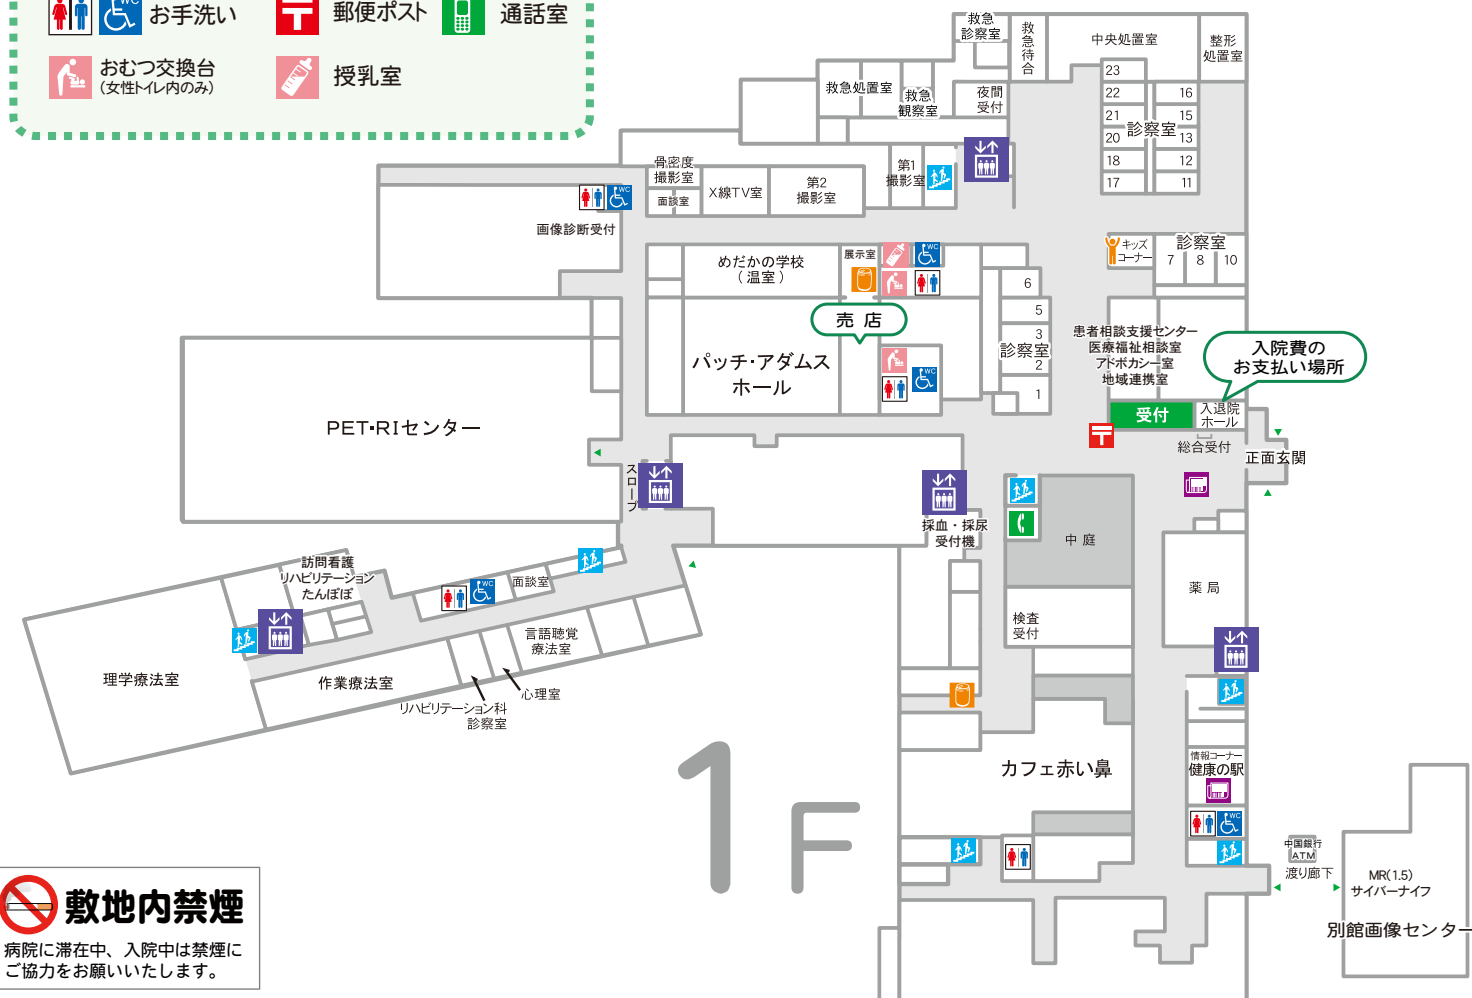 WC
お手洗い
郵便ポスト
通話室
おむつ交換台
(女性トイレ内のみ)
授乳室
救急
診察室
救急待合
中央処置室
整形
処置室
救急処置室
救急
観察室
夜間
受付
23
22
21
20
18
17
診察室
16
15
13
12
11
骨密度
撮影室
面談室
X線TV室
第2
撮影室
第1
撮影室
WC
画像診断受付
めだかの学校
(温室)
展示室
WC
キッズ
コーナー
診察室
7
8
10
売店
パッチ・アダムス
ホール
WC
6
5
3
診察室
2
1
患者相談支援センター
医療福祉相談室
アドボカシー室
地域連携室
入院費の
お支払い場所
受付
入退院
ホール
総合受付
正面玄関
PET・RIセンター
スロープ
採血・採尿
受付機
中庭
薬局
検査
受付
訪問看護
リハビリテーション
たんぽぽ
WC
面談室
言語聴覚
療法室
理学療法室
作業療法室
心理室
リハビリテーション科
診察室
カフェ赤い鼻
情報コーナー
健康の駅
WC
1F
中国銀行
ATM
渡り廊下
MR(1.5)
サイバーナイフ
別館画像センター
敷地内禁煙
病院に滞在中、入院中は禁煙に
ご協力をお願いいたします。